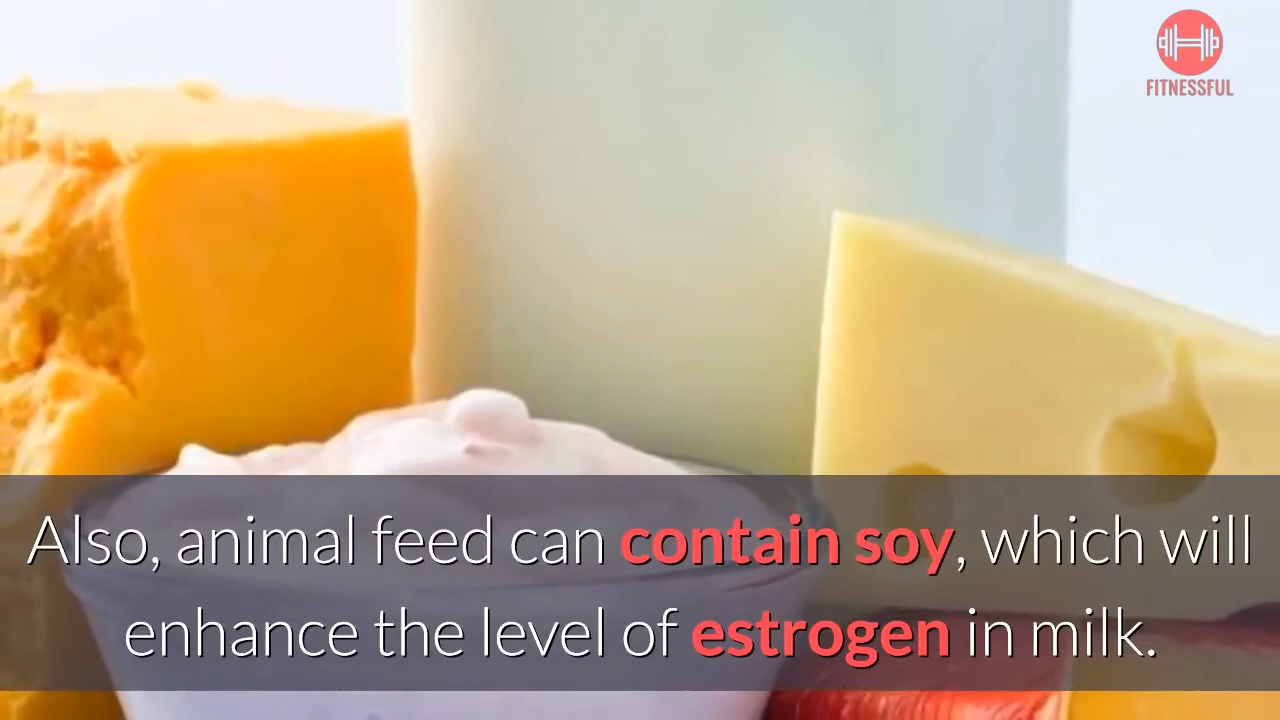 FITNESSFUL
Also, animal feed can contain soy, which will
enhance the level of estrogen in milk.